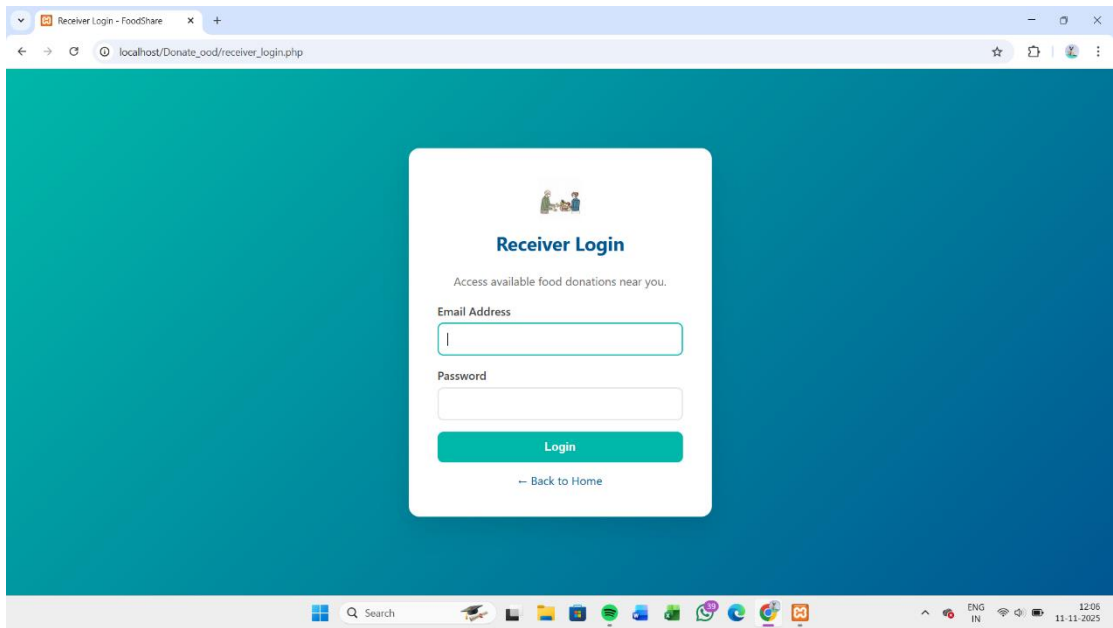 Receiver Login - FoodShare
localhost/Donate_ood/receiver_login.php
Receiver Login
Access available food donations near you.
Email Address
Password
Login
← Back to Home
Search
39
ENG
IN
12:06
11-11-2025